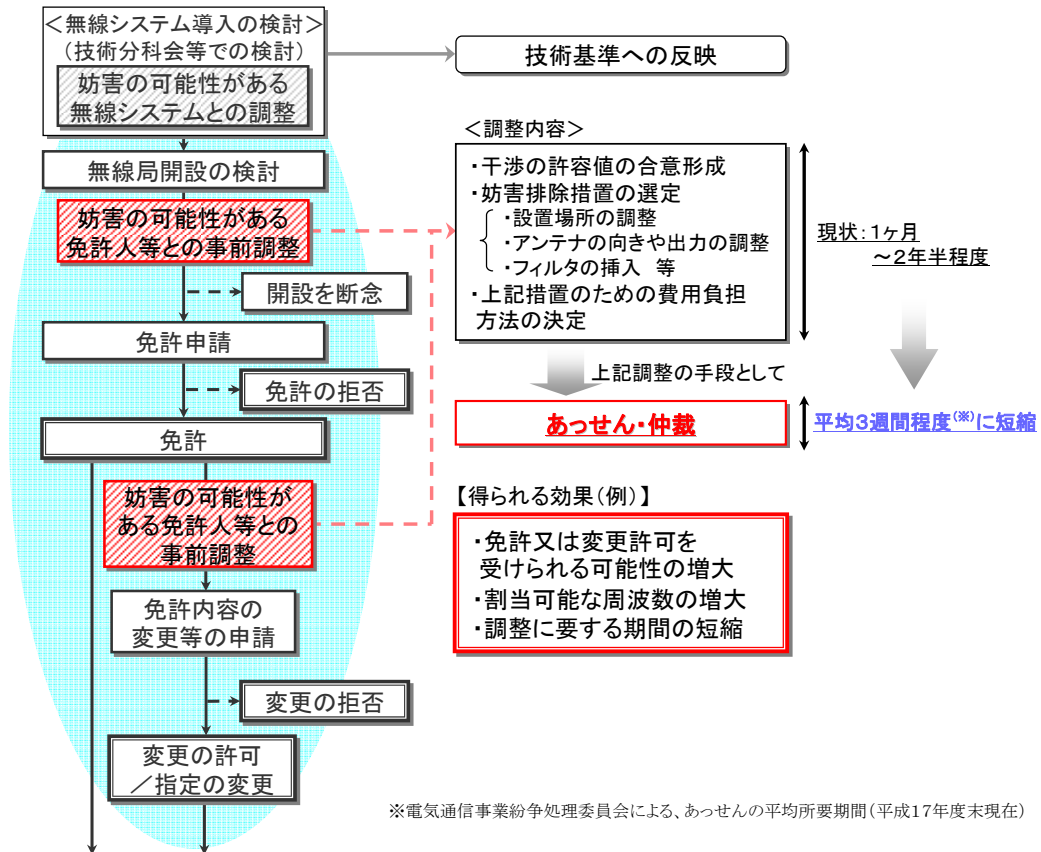 ＜無線システム導入の検討＞
（技術分科会等での検討）
妨害の可能性がある
無線システムとの調整
技術基準への反映
無線局開設の検討
妨害の可能性がある
免許人等との事前調整
開設を断念
免許申請
免許の拒否
免許
妨害の可能性が
ある免許人等との
事前調整
免許内容の
変更等の申請
変更の拒否
変更の許可
／指定の変更
＜調整内容＞
・干渉の許容値の合意形成
・妨害排除措置の選定
・設置場所の調整
・アンテナの向きや出力の調整
・フィルタの挿入　等
・上記措置のための費用負担
方法の決定
現状：1ヶ月
～2年半程度
上記調整の手段として
あっせん・仲裁
平均3週間程度(※)に短縮
【得られる効果（例）】
・免許又は変更許可を
受けられる可能性の増大
・割当可能な周波数の増大
・調整に要する期間の短縮
※電気通信事業紛争処理委員会による、あっせんの平均所要期間（平成17年度末現在）